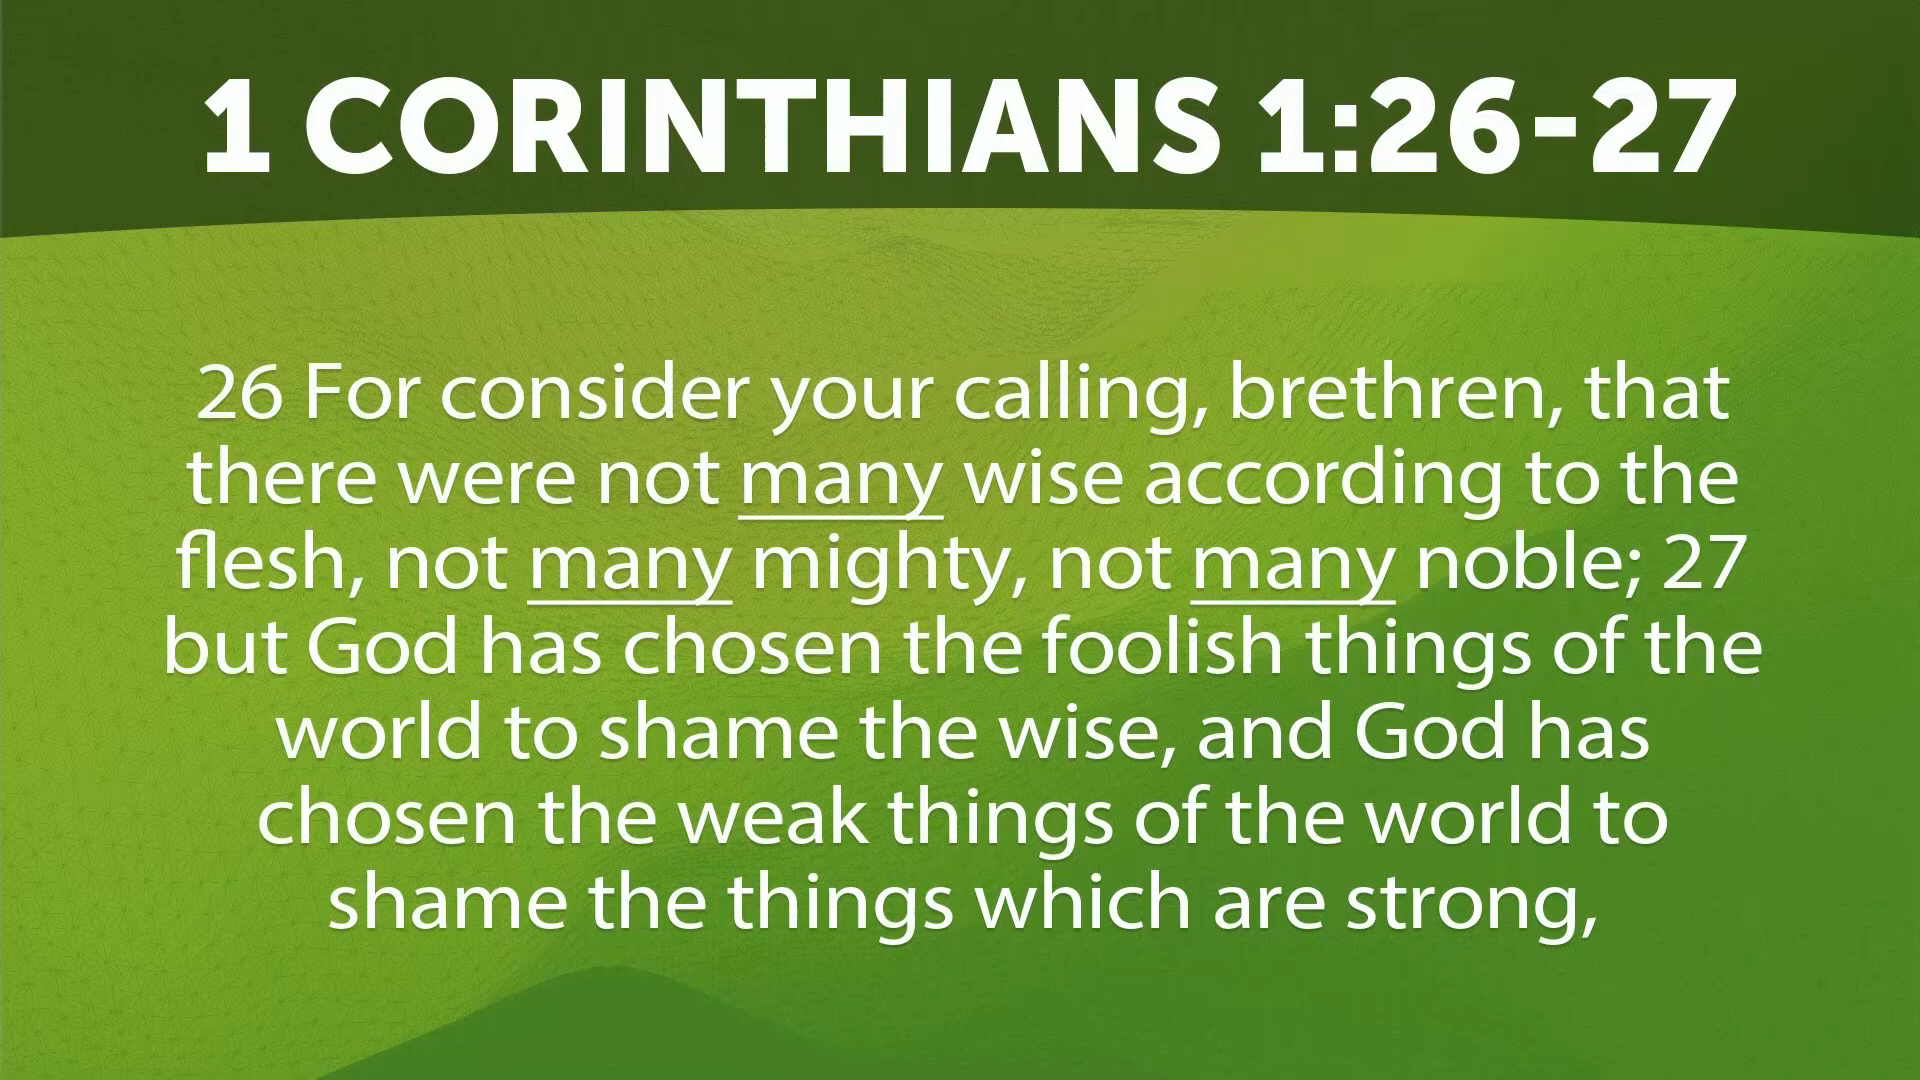 1 CORINTHIANS 1:26-27
26 For consider your calling, brethren, that
there were not many wise according to the
flesh, not many mighty, not many noble; 27
but God has chosen the foolish things of the
world to shame the wise, and God has
chosen the weak things of the world to
shame the things which are strong,